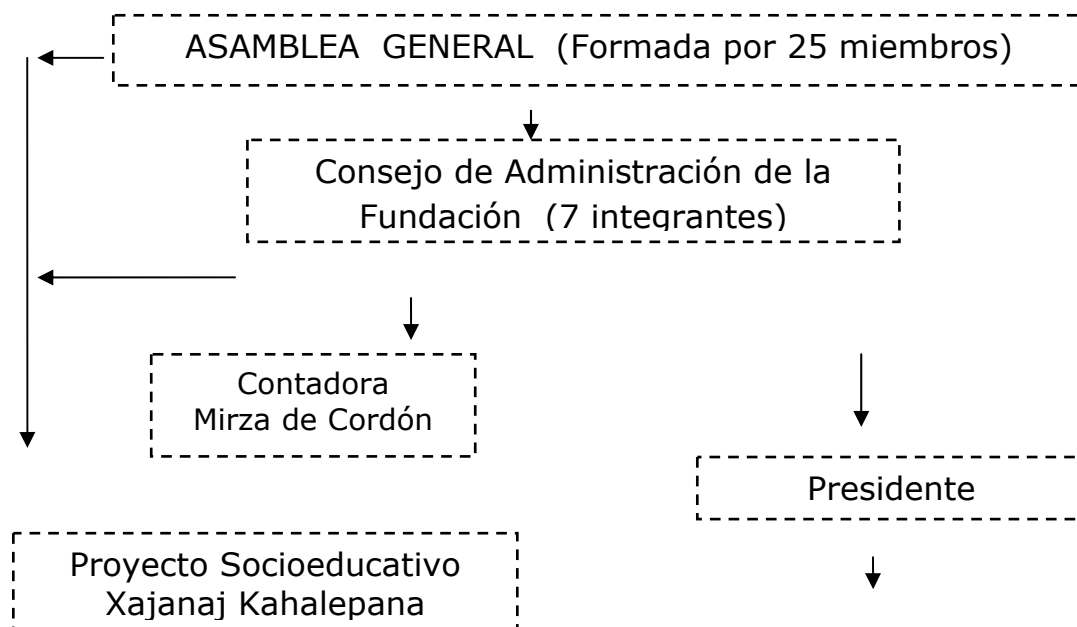 ASAMBLEA GENERAL (Formada por 25 miembros)
Consejo de Administración de la
Fundación (7 integrantes)
Contadora
Mirza de Cordón
Presidente
Proyecto Socioeducativo
Xajanaj Kahalepana